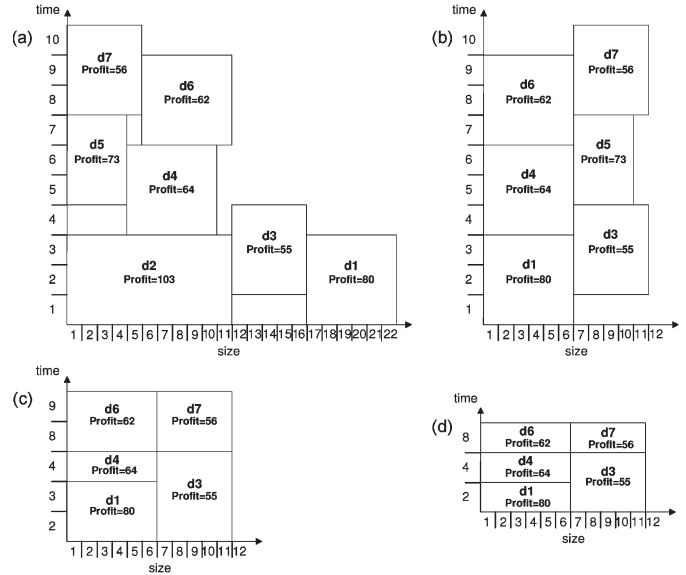 time
(a)
10
9
8
7
6
5
4
3
2
1
d7
Profit=56
d6
Profit=62
d5
Profit=73
d4
Profit=64
d3
Profit=55
d2
Profit=103
d1
Profit=80
1 2 3 4 5 6 7 8 9 10 11 12 13 14 15 16 17 18 19 20 21 22
size
time
(b)
10
9
8
7
6
5
4
3
2
1
d7
Profit=56
d6
Profit=62
d5
Profit=73
d4
Profit=64
d3
Profit=55
d1
Profit=80
1 2 3 4 5 6 7 8 9 10 11 12
size
(c)
time
9
8
4
3
2
d6
Profit=62
d7
Profit=56
d4
Profit=64
d3
Profit=55
d1
Profit=80
1 2 3 4 5 6 7 8 9 10 11 12
size
(d)
time
8
4
2
d6
Profit=62
d7
Profit=56
d4
Profit=64
d3
Profit=55
d1
Profit=80
1 2 3 4 5 6 7 8 9 10 11 12
size